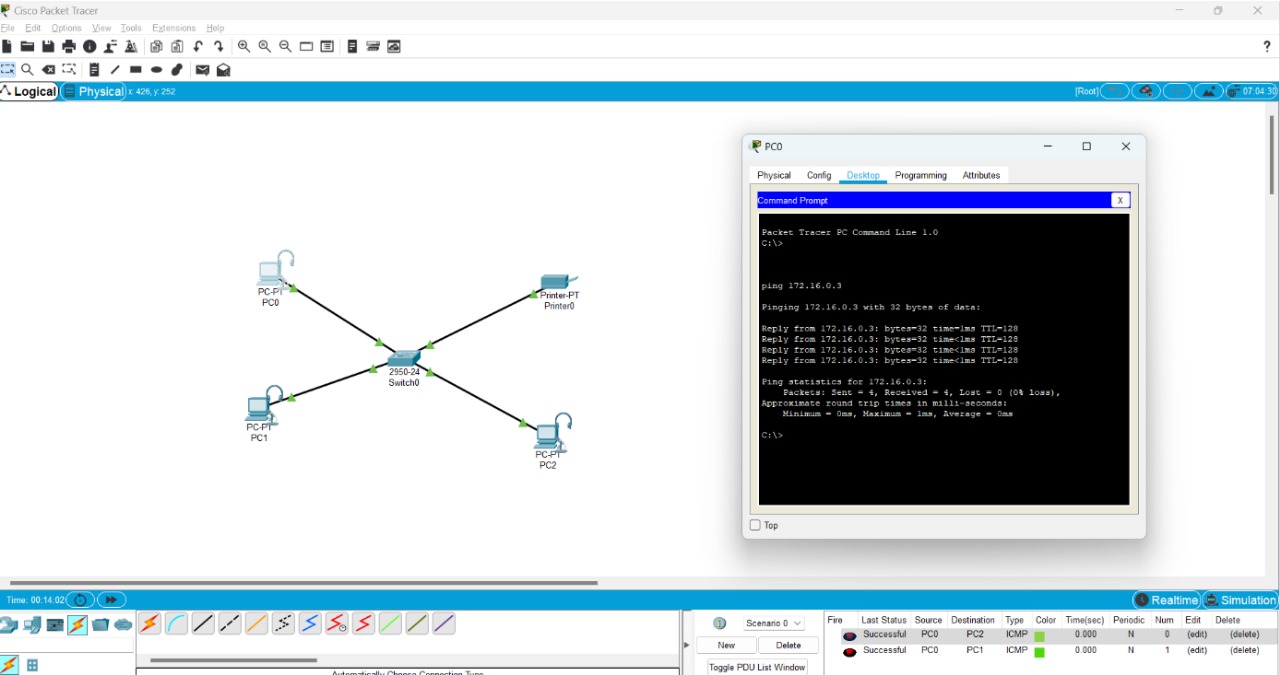 Cisco Packet Tracer
File Edit Options View Tools Extensions Help
?
Logical Physical x: 426, y: 252 [Root] 07:04:30
PC-PT
PC0
Printer-PT
Printer0
2950-24
Switch0
PC-PT
PC1
PC-PT
PC2
PC0
Physical Config Desktop Programming Attributes
Command Prompt X
Packet Tracer PC Command Line 1.0
C:\>
ping 172.16.0.3
Pinging 172.16.0.3 with 32 bytes of data:
Reply from 172.16.0.3: bytes=32 time=1ms TTL=128
Reply from 172.16.0.3: bytes=32 time<1ms TTL=128
Reply from 172.16.0.3: bytes=32 time<1ms TTL=128
Reply from 172.16.0.3: bytes=32 time<1ms TTL=128
Ping statistics for 172.16.0.3:
Packets: Sent = 4, Received = 4, Lost = 0 (0% loss),
Approximate round trip times in milli-seconds:
Minimum = 0ms, Maximum = 1ms, Average = 0ms
C:\>
Top
Time: 00:14:02 Realtime Simulation
Scenario 0
New Delete
Toggle PDU List Window
Fire Last Status Source Destination Type Color Time(sec) Periodic Num Edit Delete
Successful PC0 PC2 ICMP 0.000 N 0 (edit) (delete)
Successful PC0 PC1 ICMP 0.000 N 1 (edit) (delete)
Automatically Choose Connection Type